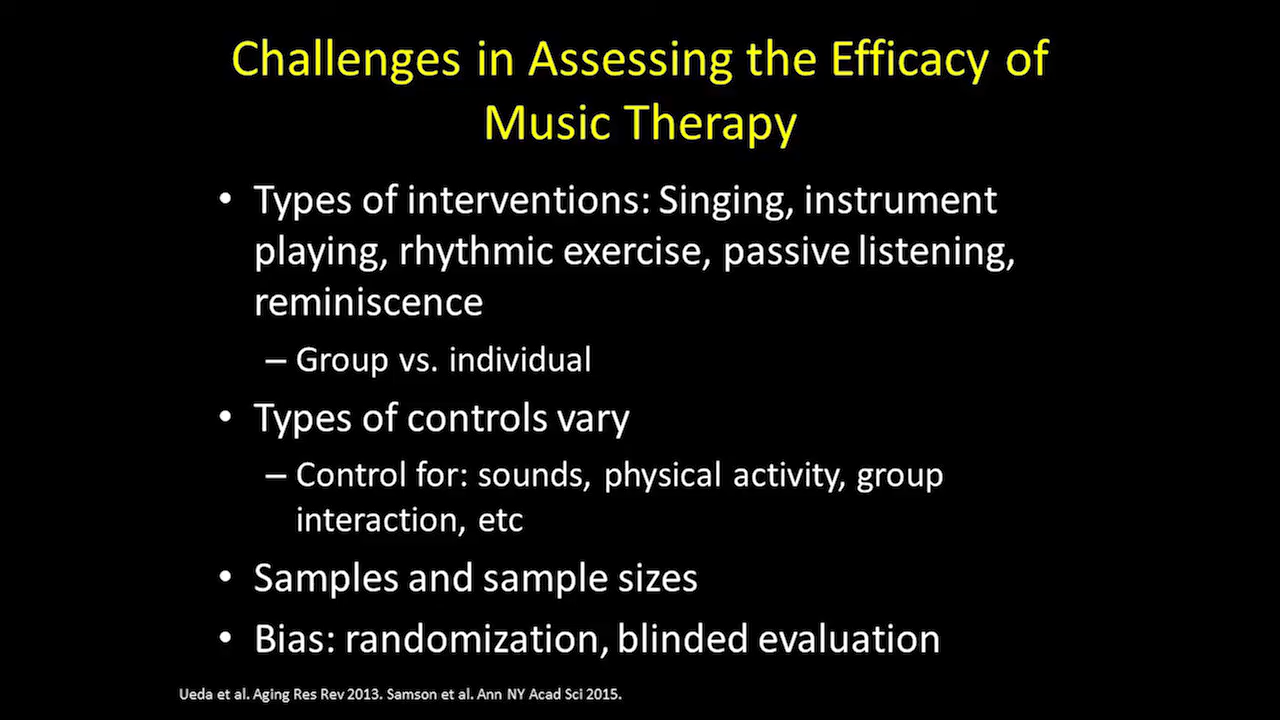 Challenges in Assessing the Efficacy of
Music Therapy
• Types of interventions: Singing, instrument
playing, rhythmic exercise, passive listening,
reminiscence
– Group vs. individual
• Types of controls vary
– Control for: sounds, physical activity, group
interaction, etc
• Samples and sample sizes
• Bias: randomization, blinded evaluation
Ueda et al. Aging Res Rev 2013. Samson et al. Ann NY Acad Sci 2015.